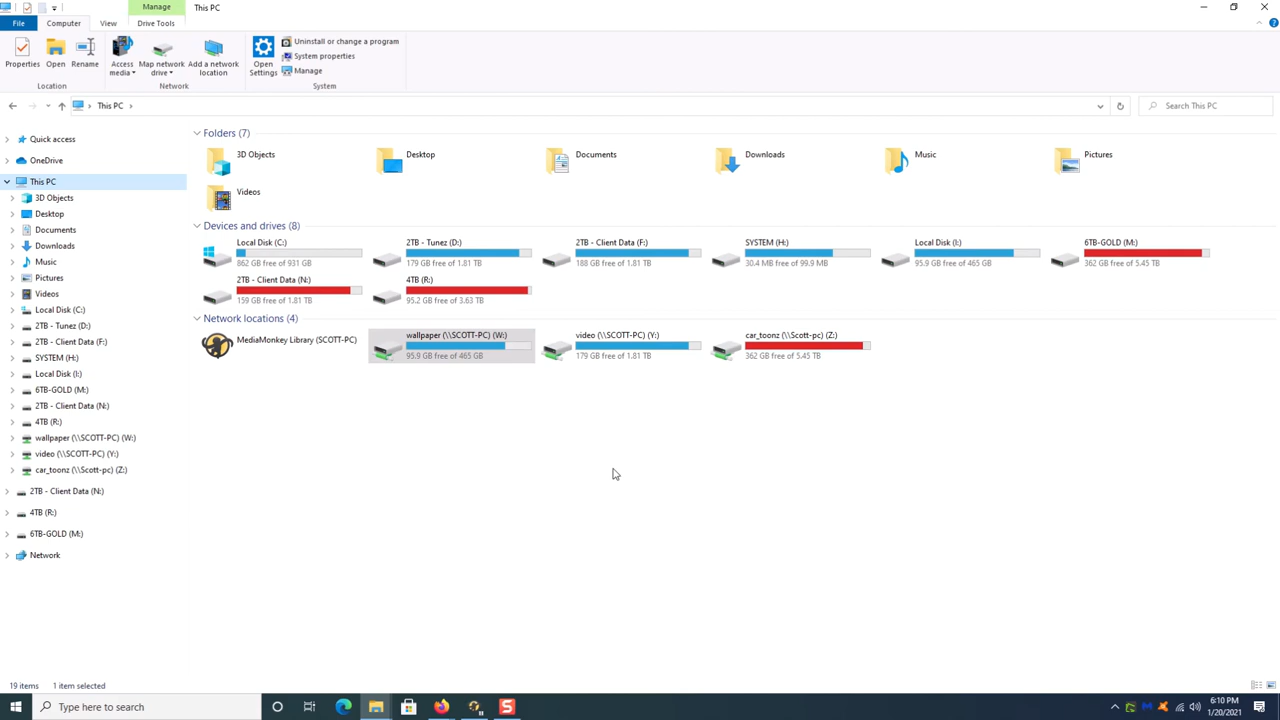 Manage
This PC
File
Computer
View
Drive Tools
Properties
Open
Rename
Access media
Map network drive
Add a network location
Open Settings
Uninstall or change a program
System properties
Manage
Location
Network
System
This PC
Search This PC
Quick access
OneDrive
This PC
3D Objects
Desktop
Documents
Downloads
Music
Pictures
Videos
Local Disk (C:)
2TB - Tunez (D:)
2TB - Client Data (F:)
SYSTEM (H:)
Local Disk (I:)
6TB-GOLD (M:)
2TB - Client Data (N:)
4TB (R:)
wallpaper (\\SCOTT-PC) (W:)
video (\\SCOTT-PC) (Y:)
car_toonz (\\Scott-pc) (Z:)
2TB - Client Data (N:)
4TB (R:)
6TB-GOLD (M:)
Network
Folders (7)
3D Objects
Desktop
Documents
Downloads
Music
Pictures
Videos
Devices and drives (8)
Local Disk (C:)
862 GB free of 931 GB
2TB - Tunez (D:)
179 GB free of 1.81 TB
2TB - Client Data (F:)
188 GB free of 1.81 TB
SYSTEM (H:)
30.4 MB free of 99.9 MB
Local Disk (I:)
95.9 GB free of 465 GB
6TB-GOLD (M:)
362 GB free of 5.45 TB
2TB - Client Data (N:)
159 GB free of 1.81 TB
4TB (R:)
95.2 GB free of 3.63 TB
Network locations (4)
MediaMonkey Library (SCOTT-PC)
wallpaper (\\SCOTT-PC) (W:)
95.9 GB free of 465 GB
video (\\SCOTT-PC) (Y:)
179 GB free of 1.81 TB
car_toonz (\\Scott-pc) (Z:)
362 GB free of 5.45 TB
19 items
1 item selected
Type here to search
6:10 PM
1/20/2021